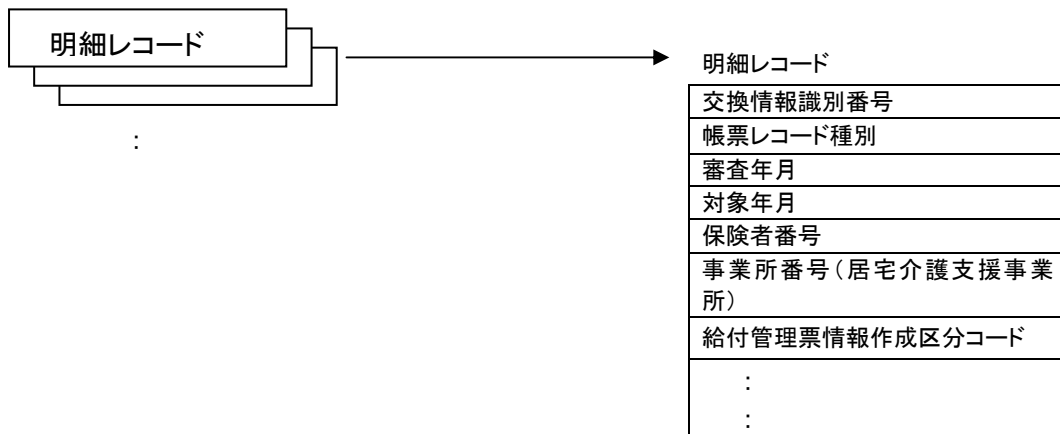 明細レコード
:
明細レコード
交換情報識別番号
帳票レコード種別
審査年月
対象年月
保険者番号
事業所番号(居宅介護支援事業
所)
給付管理票情報作成区分コード
:
: